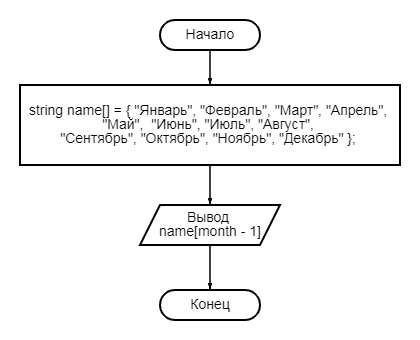 Начало
string name[] = { "Январь", "Февраль", "Март", "Апрель",
"Май", "Июнь", "Июль", "Август",
"Сентябрь", "Октябрь", "Ноябрь", "Декабрь" };
Вывод
name[month - 1]
Конец